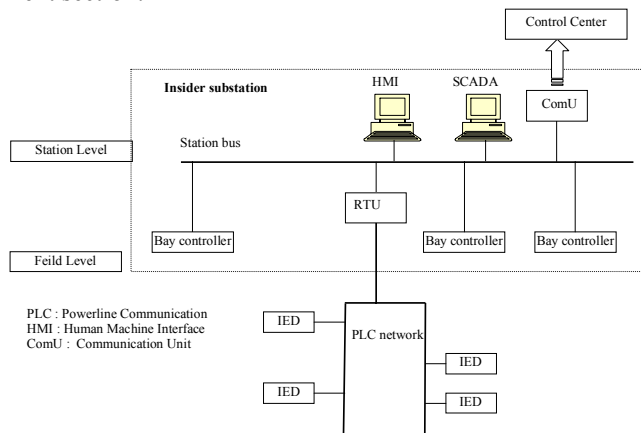 Control Center
Insider substation
HMI
SCADA
ComU
Station Level
Station bus
RTU
Bay controller
Bay controller
Bay controller
Feild Level
PLC : Powerline Communication
HMI : Human Machine Interface
ComU : Communication Unit
IED
PLC network
IED
IED
IED